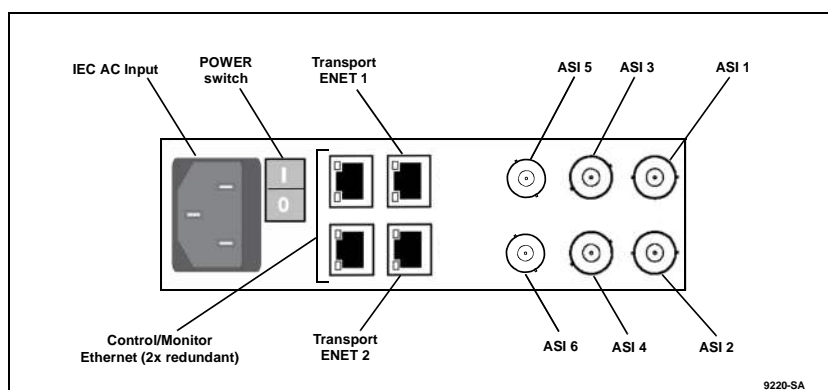 IEC AC Input
POWER
switch
Transport
ENET 1
ASI 5
ASI 3
ASI 1
I
0
Control/Monitor
Ethernet (2x redundant)
Transport
ENET 2
ASI 6
ASI 4
ASI 2
9220-SA